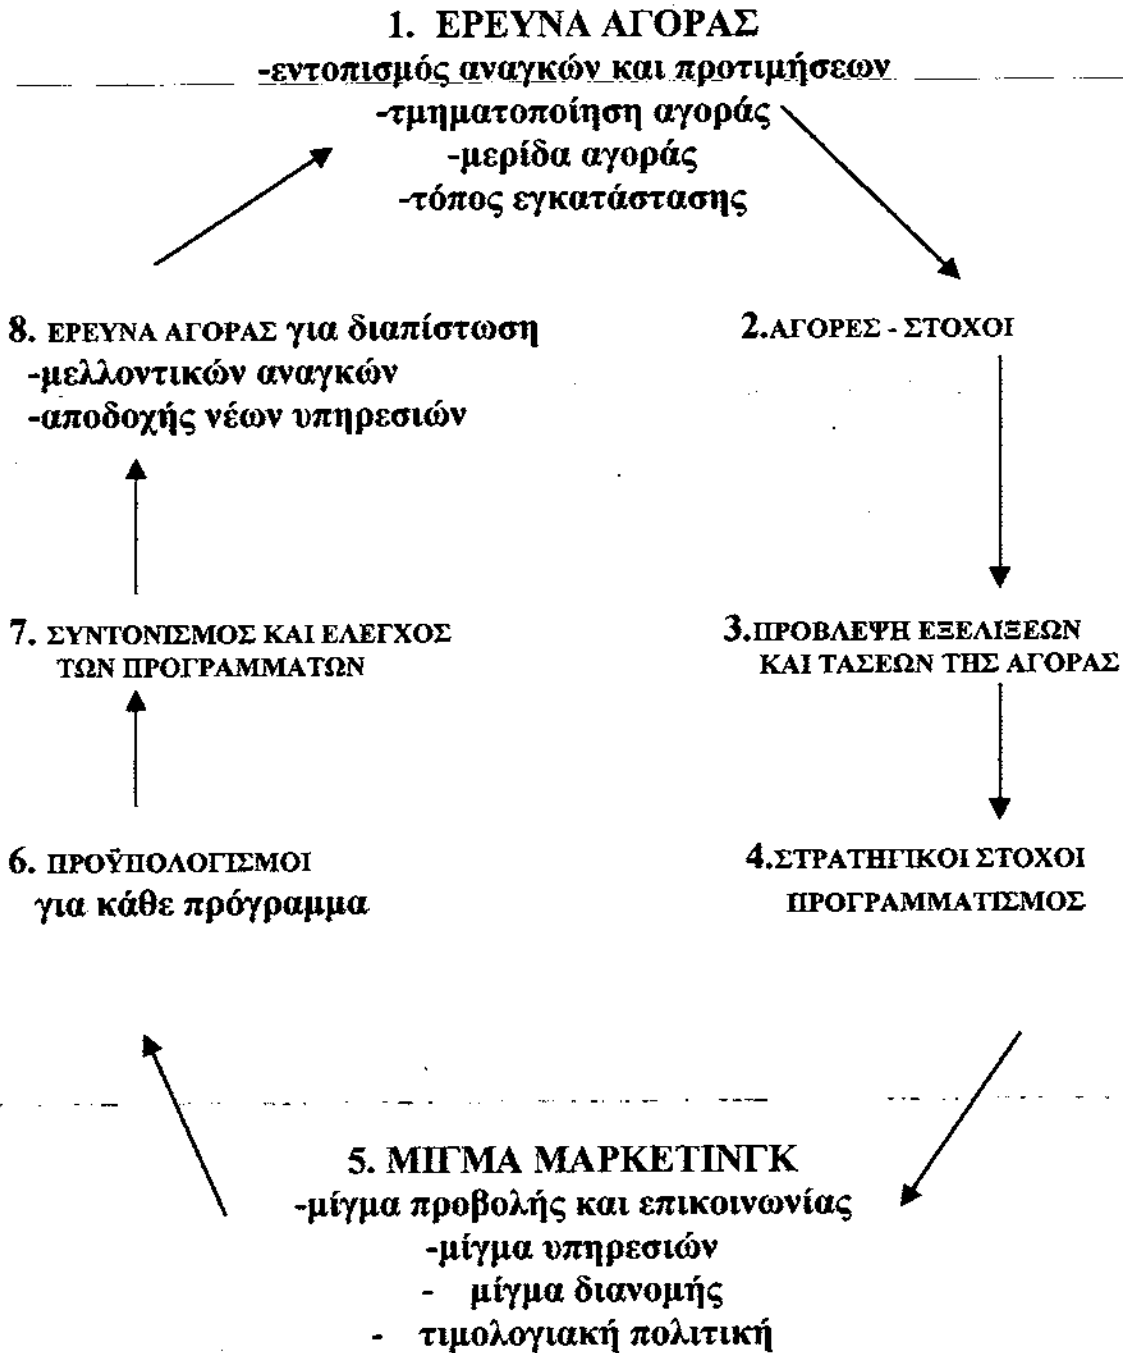 1. ΕΡΕΥΝΑ ΑΓΟΡΑΣ
-εντοπισμός αναγκών και προτιμήσεων
-τμηματοποίηση αγοράς
-μερίδα αγοράς
-τόπος εγκατάστασης
2.ΑΓΟΡΕΣ - ΣΤΟΧΟΙ
3.ΠΡΟΒΛΕΨΗ ΕΞΕΛΙΞΕΩΝ
ΚΑΙ ΤΑΣΕΩΝ ΤΗΣ ΑΓΟΡΑΣ
4.ΣΤΡΑΤΗΓΙΚΟΙ ΣΤΟΧΟΙ
ΠΡΟΓΡΑΜΜΑΤΙΣΜΟΣ
5. ΜΙΓΜΑ ΜΑΡΚΕΤΙΝΓΚ
-μίγμα προβολής και επικοινωνίας
-μίγμα υπηρεσιών
- μίγμα διανομής
- τιμολογιακή πολιτική
6. ΠΡΟΫΠΟΛΟΓΙΣΜΟΙ
για κάθε πρόγραμμα
7. ΣΥΝΤΟΝΙΣΜΟΣ ΚΑΙ ΕΛΕΓΧΟΣ
ΤΩΝ ΠΡΟΓΡΑΜΜΑΤΩΝ
8. ΕΡΕΥΝΑ ΑΓΟΡΑΣ για διαπίστωση
-μελλοντικών αναγκών
-αποδοχής νέων υπηρεσιών